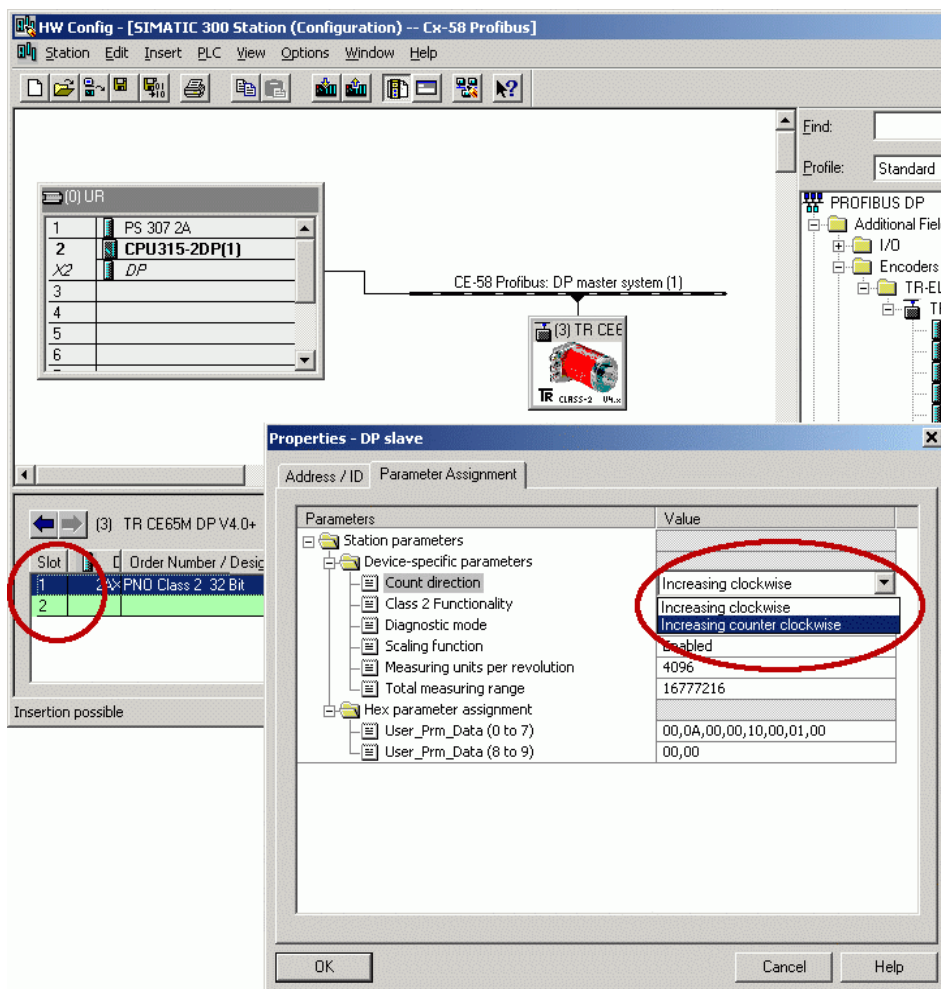 HW Config - [SIMATIC 300 Station (Configuration) -- Cx-58 Profibus]
Station Edit Insert PLC View Options Window Help
Find:
Profile: Standard
(0) UR
1 PS 307 2A
2 CPU315-2DP(1)
X2 DP
3
4
5
6
CE-58 Profibus: DP master system (1)
(3) TR CE6
TR CLASS-2 V4.x
PROFIBUS DP
Additional Fiel
I/O
Encoders
TR-EL
(3) TR CE65M DP V4.0+
Slot Order Number / Desig
1 2AX PNO Class 2 32 Bit
2
Insertion possible
Properties - DP slave
Address / ID Parameter Assignment
Parameters Value
Station parameters
Device-specific parameters
Count direction Increasing clockwise
Class 2 Functionality Increasing clockwise
Diagnostic mode Increasing counter clockwise
Scaling function Enabled
Measuring units per revolution 4096
Total measuring range 16777216
Hex parameter assignment
User_Prm_Data (0 to 7) 00,0A,00,00,10,00,01,00
User_Prm_Data (8 to 9) 00,00
OK Cancel Help